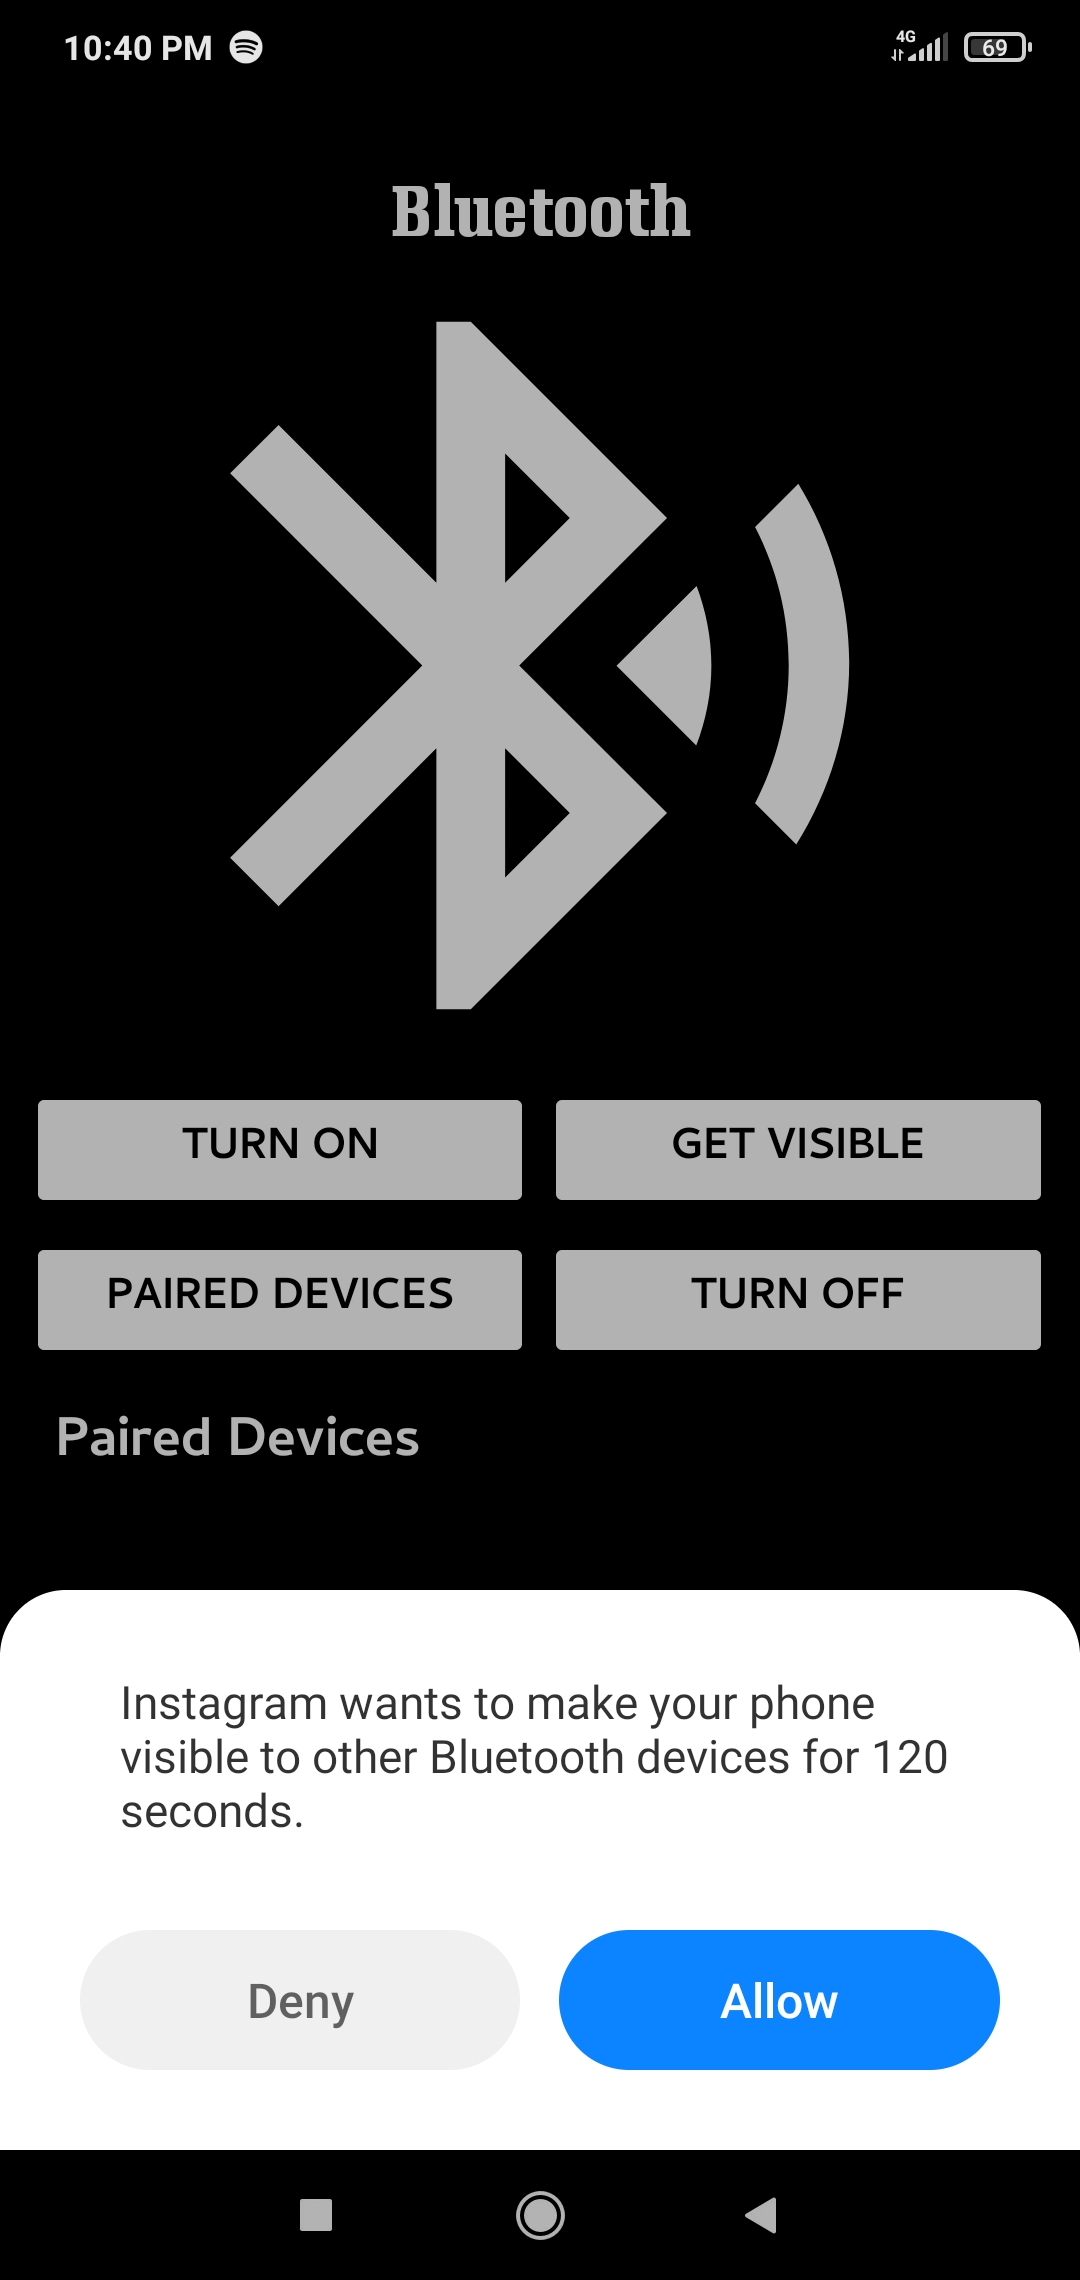 10:40 PM
4G
69
Bluetooth
TURN ON
GET VISIBLE
PAIRED DEVICES
TURN OFF
Paired Devices
Instagram wants to make your phone
visible to other Bluetooth devices for 120
seconds.
Deny
Allow